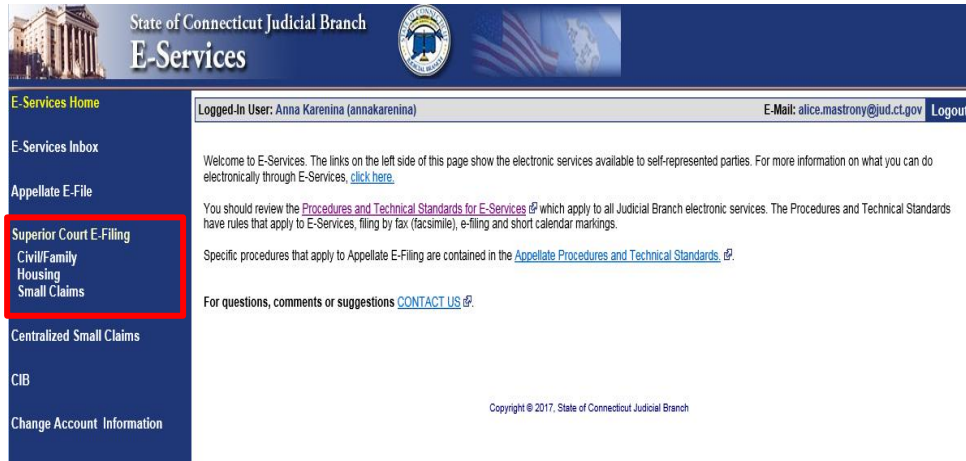 State of Connecticut Judicial Branch
E-Services
E-Services Home
E-Services Inbox
Appellate E-File
Superior Court E-Filing
Civil/Family
Housing
Small Claims
Centralized Small Claims
CIB
Change Account Information
Logged-In User: Anna Karenina (annakarenina) E-Mail: alice.mastrony@jud.ct.gov Logout
Welcome to E-Services. The links on the left side of this page show the electronic services available to self-represented parties. For more information on what you can do
electronically through E-Services, click here.
You should review the Procedures and Technical Standards for E-Services which apply to all Judicial Branch electronic services. The Procedures and Technical Standards
have rules that apply to E-Services, filing by fax (facsimile), e-filing and short calendar markings.
Specific procedures that apply to Appellate E-Filing are contained in the Appellate Procedures and Technical Standards. .
For questions, comments or suggestions CONTACT US .
Copyright © 2017, State of Connecticut Judicial Branch